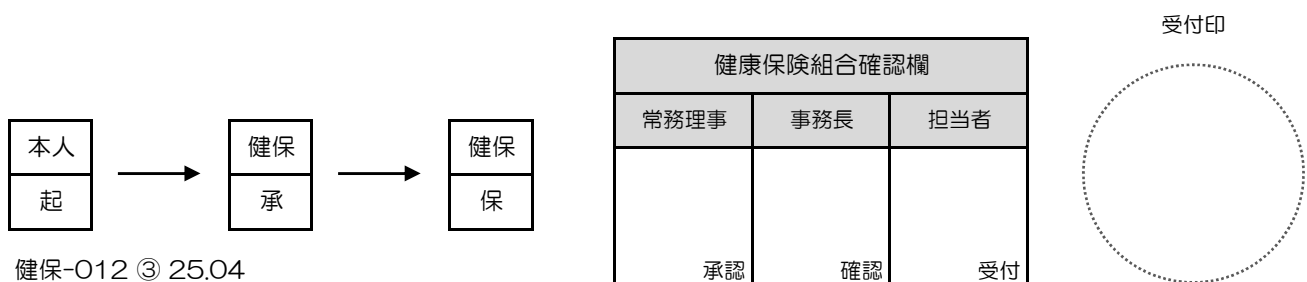 受付印
健康保険組合確認欄
常務理事 事務長 担当者
本人 健保 健保
起 承 保
承認 確認 受付
健保-012 ③ 25.04